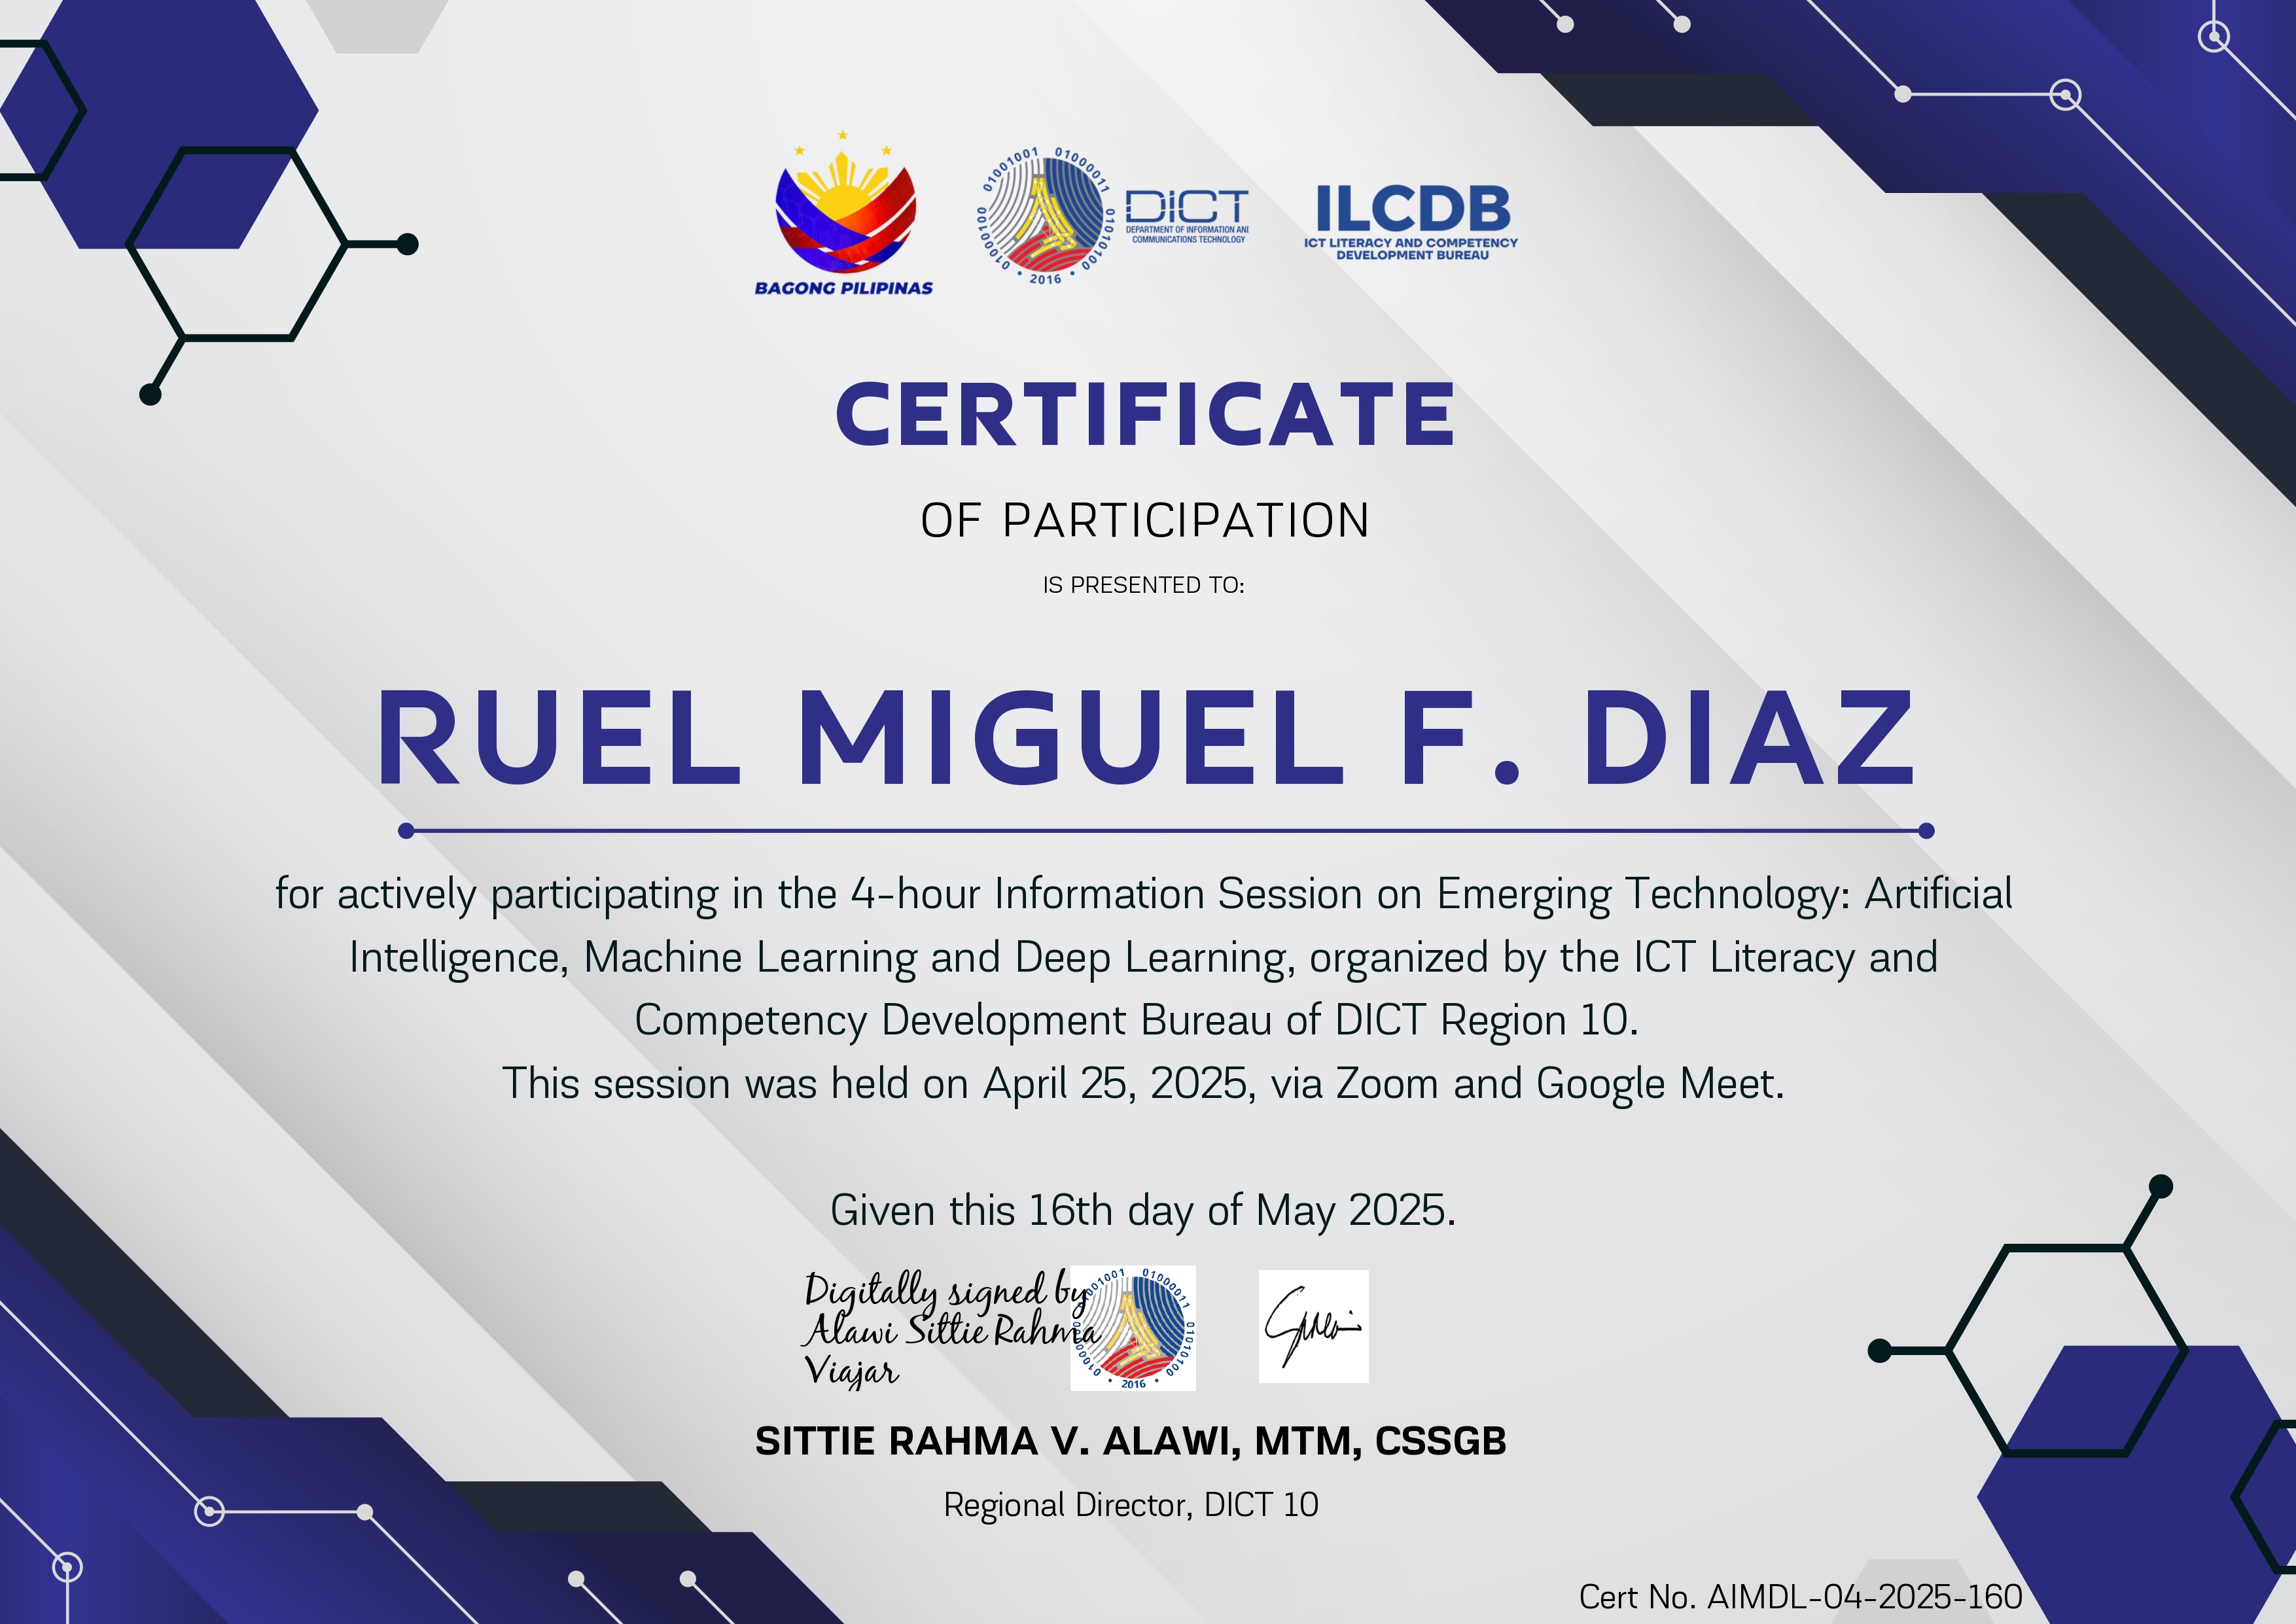 BAGONG PILIPINAS
01001001 01000011 01010100 01000100
2016
DICT
DEPARTMENT OF INFORMATION AND
COMMUNICATIONS TECHNOLOGY
ILCDB
ICT LITERACY AND COMPETENCY
DEVELOPMENT BUREAU
CERTIFICATE
OF PARTICIPATION
IS PRESENTED TO:
RUEL MIGUEL F. DIAZ
for actively participating in the 4-hour Information Session on Emerging Technology: Artificial
Intelligence, Machine Learning and Deep Learning, organized by the ICT Literacy and
Competency Development Bureau of DICT Region 10.
This session was held on April 25, 2025, via Zoom and Google Meet.
Given this 16th day of May 2025.
Digitally signed by
Alawi Sittie Rahma
Viajar
01001001 01000011 01010100
2016
SITTIE RAHMA V. ALAWI, MTM, CSSGB
Regional Director, DICT 10
Cert No. AIMDL-04-2025-160